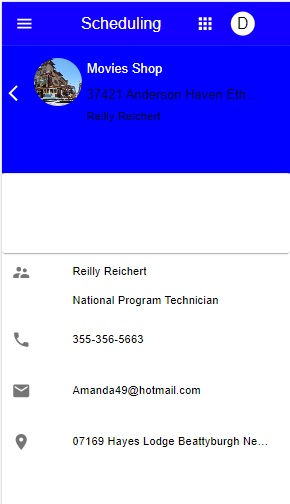 Scheduling
D
Movies Shop
37421 Anderson Haven Eth...
Reilly Reichert
Reilly Reichert
National Program Technician
355-356-5663
Amanda49@hotmail.com
07169 Hayes Lodge Beattyburgh Ne...